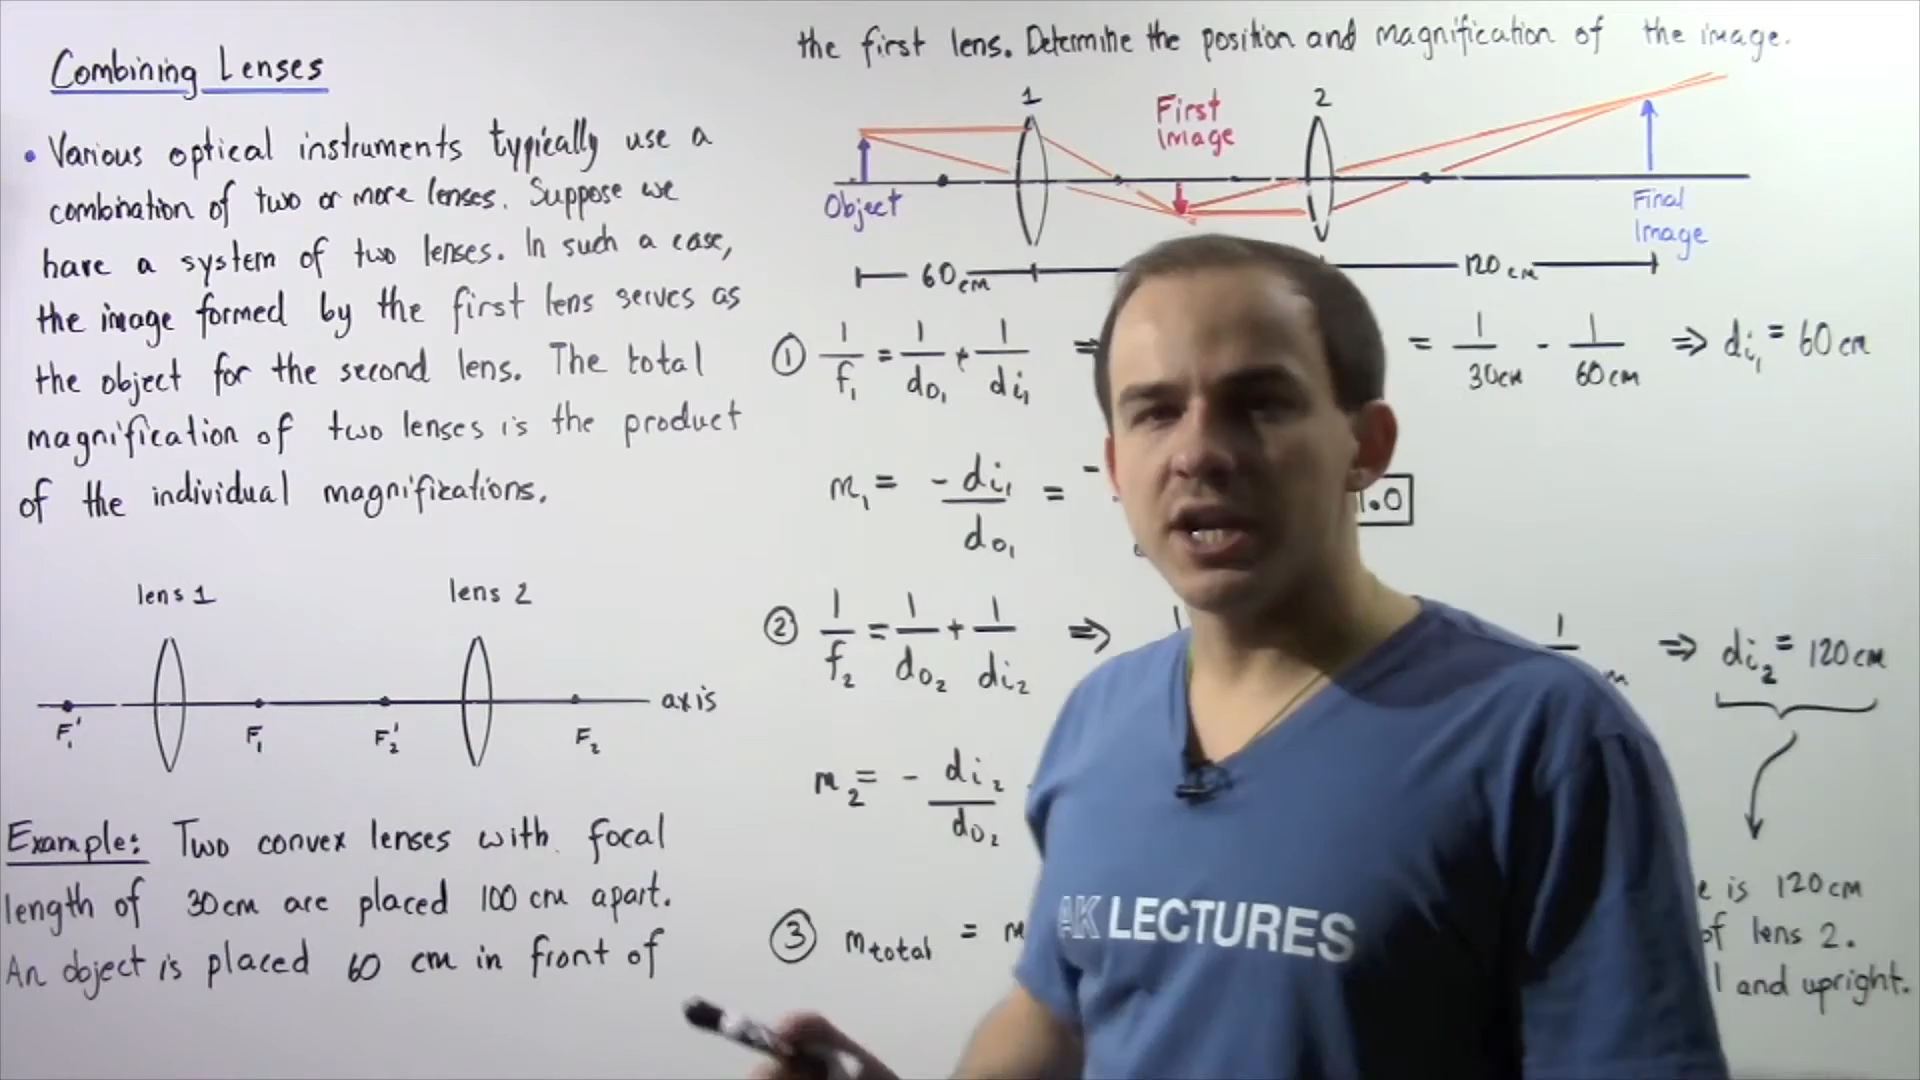 Combining Lenses
• Various optical instruments typically use a
combination of two or more lenses. Suppose we
have a system of two lenses. In such a case,
the image formed by the first lens serves as
the object for the second lens. The total
magnification of two lenses is the product
of the individual magnifications.
lens 1 lens 2
F₁' F₁ F₂' F₂ axis
Example: Two convex lenses with focal
length of 30cm are placed 100 cm apart.
An object is placed 60 cm in front of
the first lens. Determine the position and magnification of the image.
1 2
First
Image
Object
Final
Image
60cm 120cm
① 1/f₁ = 1/do₁ + 1/di₁ ⇒ = 1/30cm - 1/60cm ⇒ di₁ = 60cm
m₁ = -di₁/do₁ = - 1.0
② 1/f₂ = 1/do₂ + 1/di₂ ⇒ 1 1 ⇒ di₂ = 120cm
m₂ = - di₂/do₂
③ m total = m
is 120cm
of lens 2.
and upright.
AK LECTURES